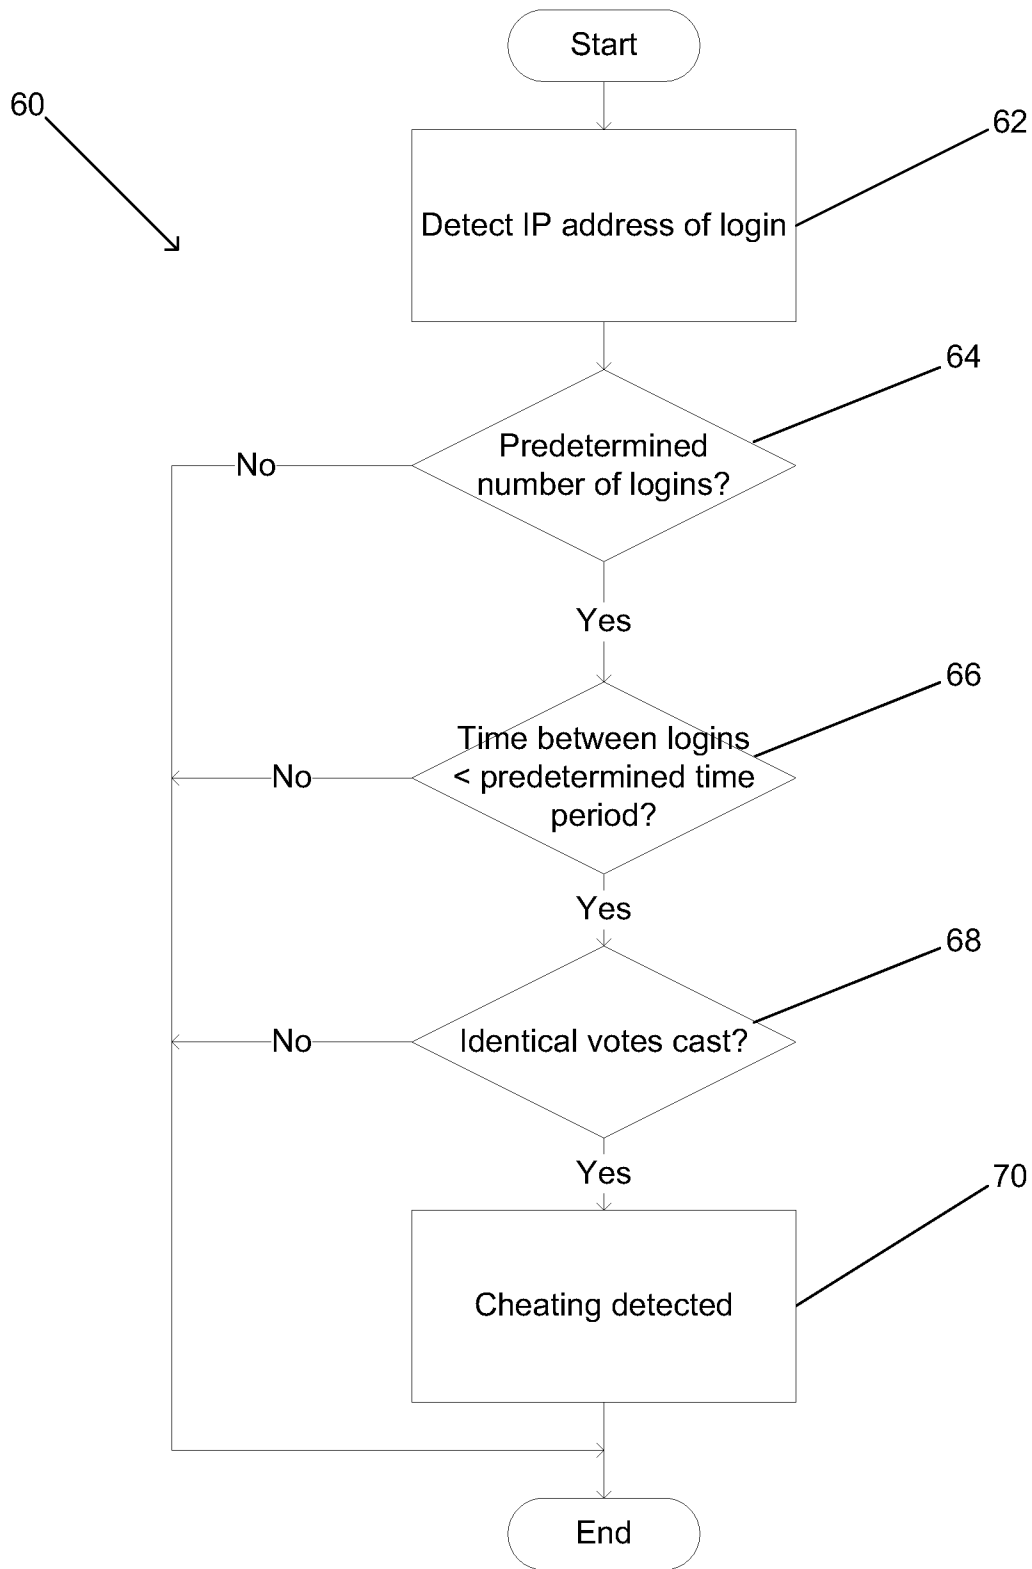 Start
60
62
Detect IP address of login
64
Predetermined
number of logins?
No
Yes
66
Time between logins
< predetermined time
period?
No
Yes
68
Identical votes cast?
No
Yes
70
Cheating detected
End